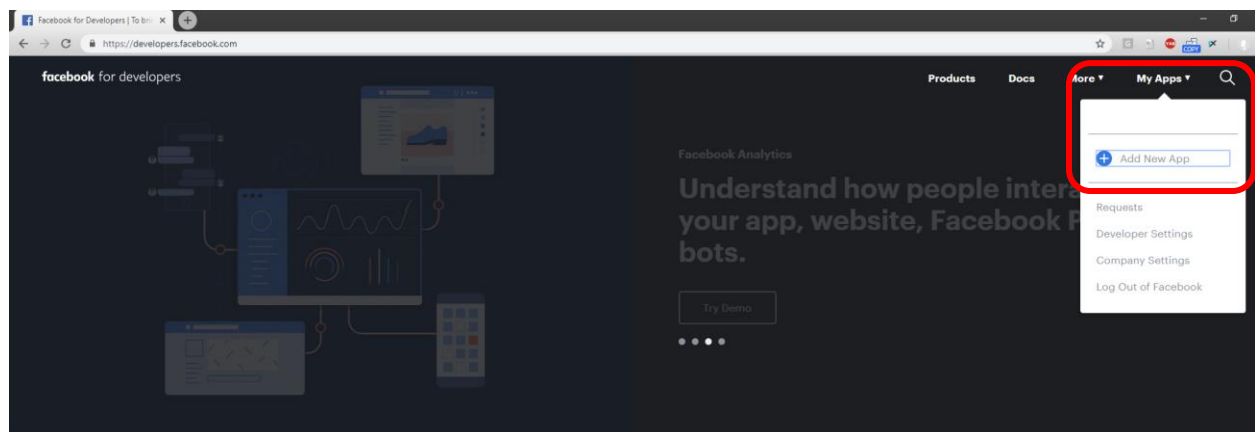 Facebook for Developers | To bri
https://developers.facebook.com
COPY
facebook for developers
Products Docs More My Apps
Add New App
Requests
Developer Settings
Company Settings
Log Out of Facebook
Facebook Analytics
Understand how people intera
your app, website, Facebook P
bots.
Try Demo